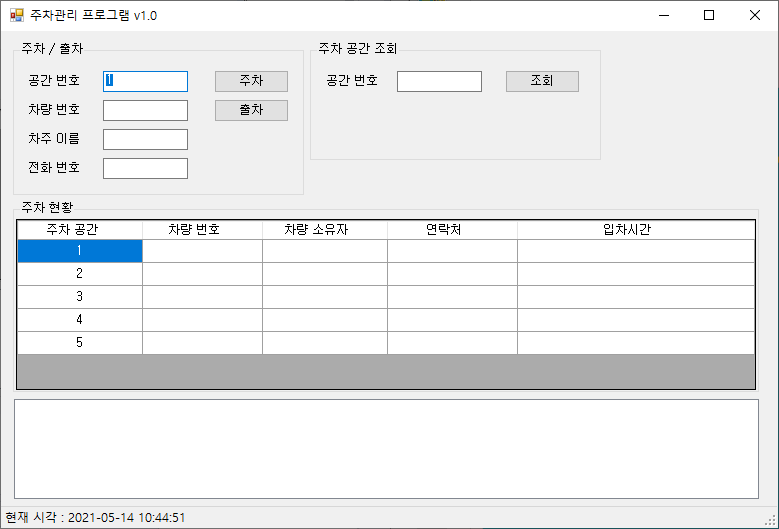 주차관리 프로그램 v1.0
주차 / 출차
공간 번호 1 주차
차량 번호 출차
차주 이름
전화 번호
주차 공간 조회
공간 번호 조회
주차 현황
주차 공간 차량 번호 차량 소유자 연락처 입차시간
1
2
3
4
5
현재 시각 : 2021-05-14 10:44:51